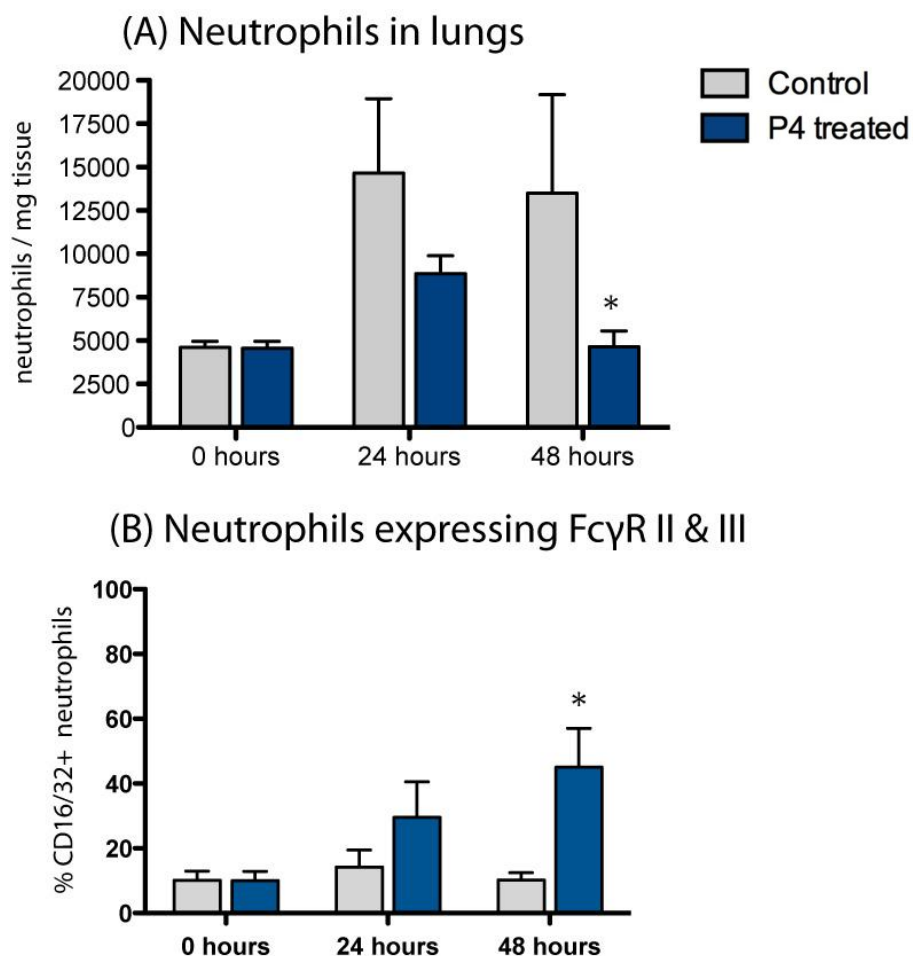 (A) Neutrophils in lungs
Control
P4 treated
neutrophils / mg tissue
20000
17500
15000
12500
10000
7500
5000
2500
0
0 hours 24 hours 48 hours
*
(B) Neutrophils expressing FcγR II & III
% CD16/32+ neutrophils
100
80
60
40
20
0
*
0 hours 24 hours 48 hours